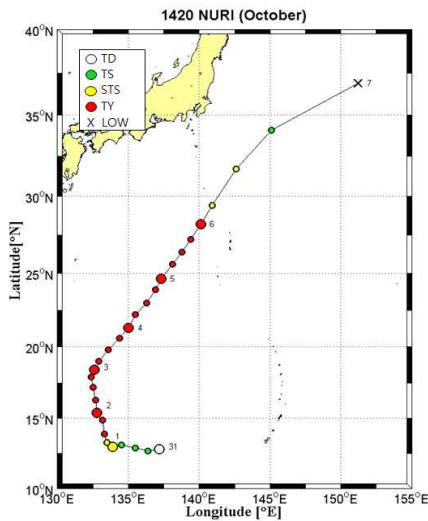 1420 NURI (October)
40°N
TD
TS
STS
TY
LOW
7
35°N
30°N
6
Latitude[°N]
25°N
5
4
20°N
3
2
15°N
1
31
10°N
130°E 135°E 140°E 145°E 150°E 155°E
Longitude [°E]